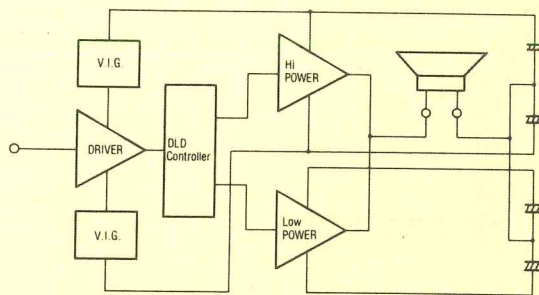 V.I.G.
Hi
POWER
DRIVER
DLD
Controller
V.I.G.
Low
POWER